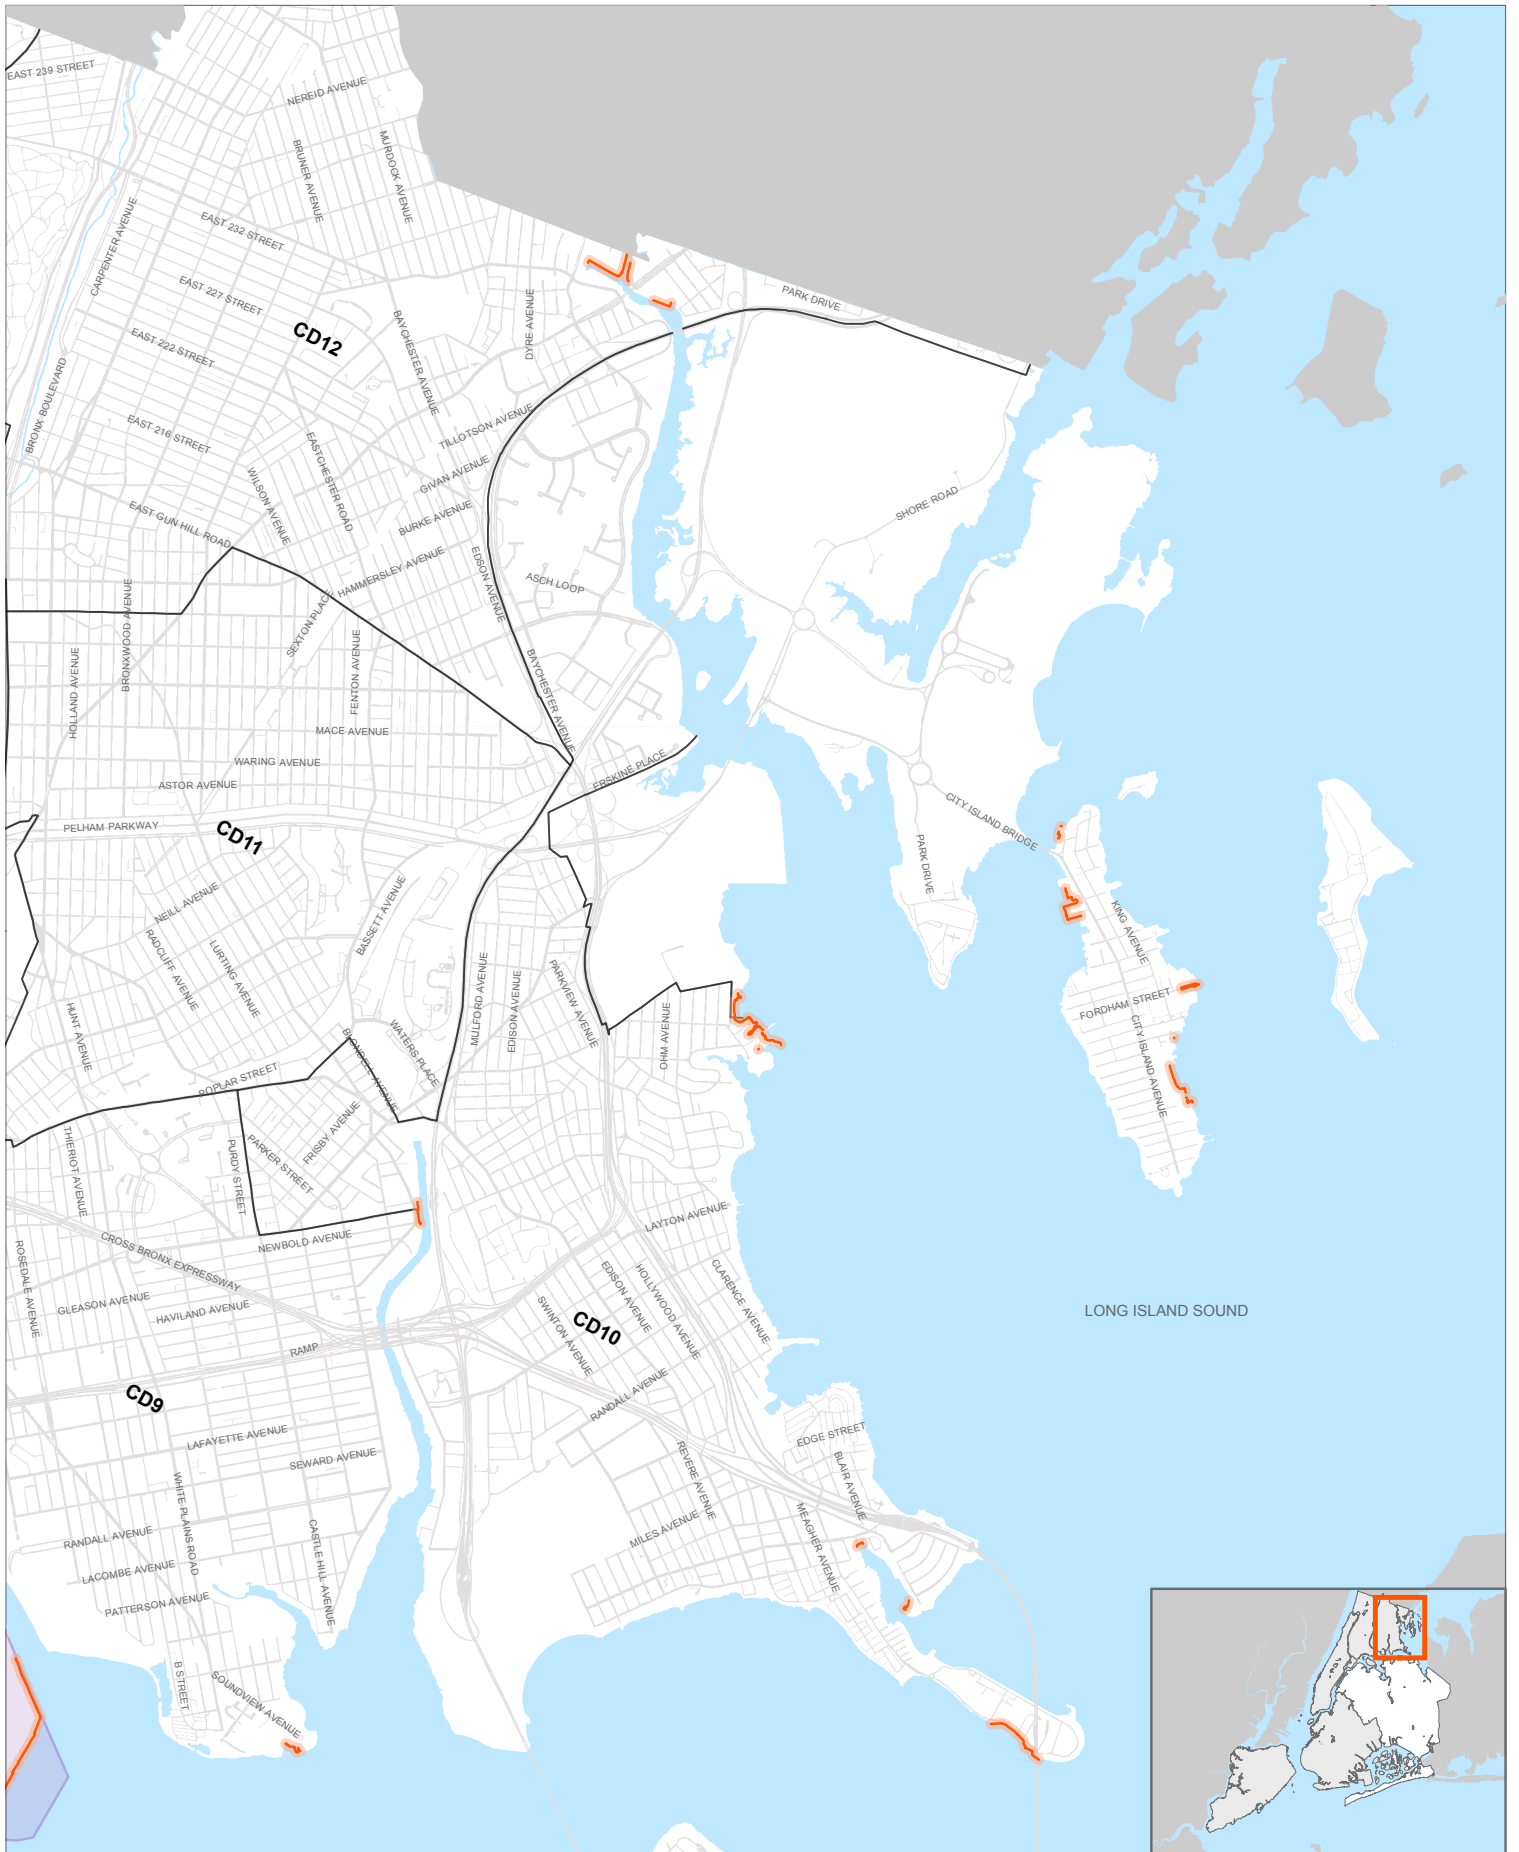 EAST 239 STREET
NEREID AVENUE
BRUNER AVENUE
MURDOCK AVENUE
CARPENTER AVENUE
EAST 232 STREET
EAST 227 STREET
PARK DRIVE
CD12
BAYCHESTER AVENUE
DYRE AVENUE
EAST 222 STREET
BRONX BOULEVARD
EAST 216 STREET
TILLOTSON AVENUE
EASTCHESTER ROAD
GIVAN AVENUE
WILSON AVENUE
SHORE ROAD
EAST GUN HILL ROAD
BURKE AVENUE
HAMMERSLEY AVENUE
EDSON AVENUE
ASCH LOOP
SEXTON PLACE
BRONXWOOD AVENUE
HOLLAND AVENUE
FENTON AVENUE
BAYCHESTER AVENUE
MACE AVENUE
WARING AVENUE
ERSKINE PLACE
ASTOR AVENUE
CITY ISLAND BRIDGE
PELHAM PARKWAY
CD11
PARK DRIVE
NEILL AVENUE
BASSETT AVENUE
KING AVENUE
RADCLIFF AVENUE
LURTING AVENUE
MULFORD AVENUE
EDISON AVENUE
PARKVIEW AVENUE
FORDHAM STREET
HUNT AVENUE
OHM AVENUE
BLONDELL AVENUE
WATERS PLACE
CITY ISLAND AVENUE
POPLAR STREET
FRISBY AVENUE
THIERIOT AVENUE
PURDY STREET
PARKER STREET
LAYTON AVENUE
NEWBOLD AVENUE
CROSS BRONX EXPRESSWAY
ROSEDALE AVENUE
EDISON AVENUE
HOLLYWOOD AVENUE
CLARENCE AVENUE
LONG ISLAND SOUND
GLEASON AVENUE
HAVILAND AVENUE
SWINTON AVENUE
CD10
RAMP
RANDALL AVENUE
CD9
LAFAYETTE AVENUE
EDGE STREET
SEWARD AVENUE
REVERE AVENUE
BLAIR AVENUE
WHITE PLAINS ROAD
MILES AVENUE
MEAGHER AVENUE
RANDALL AVENUE
CASTLE HILL AVENUE
LACOMBE AVENUE
PATTERSON AVENUE
B STREET
SOUNDVIEW AVENUE